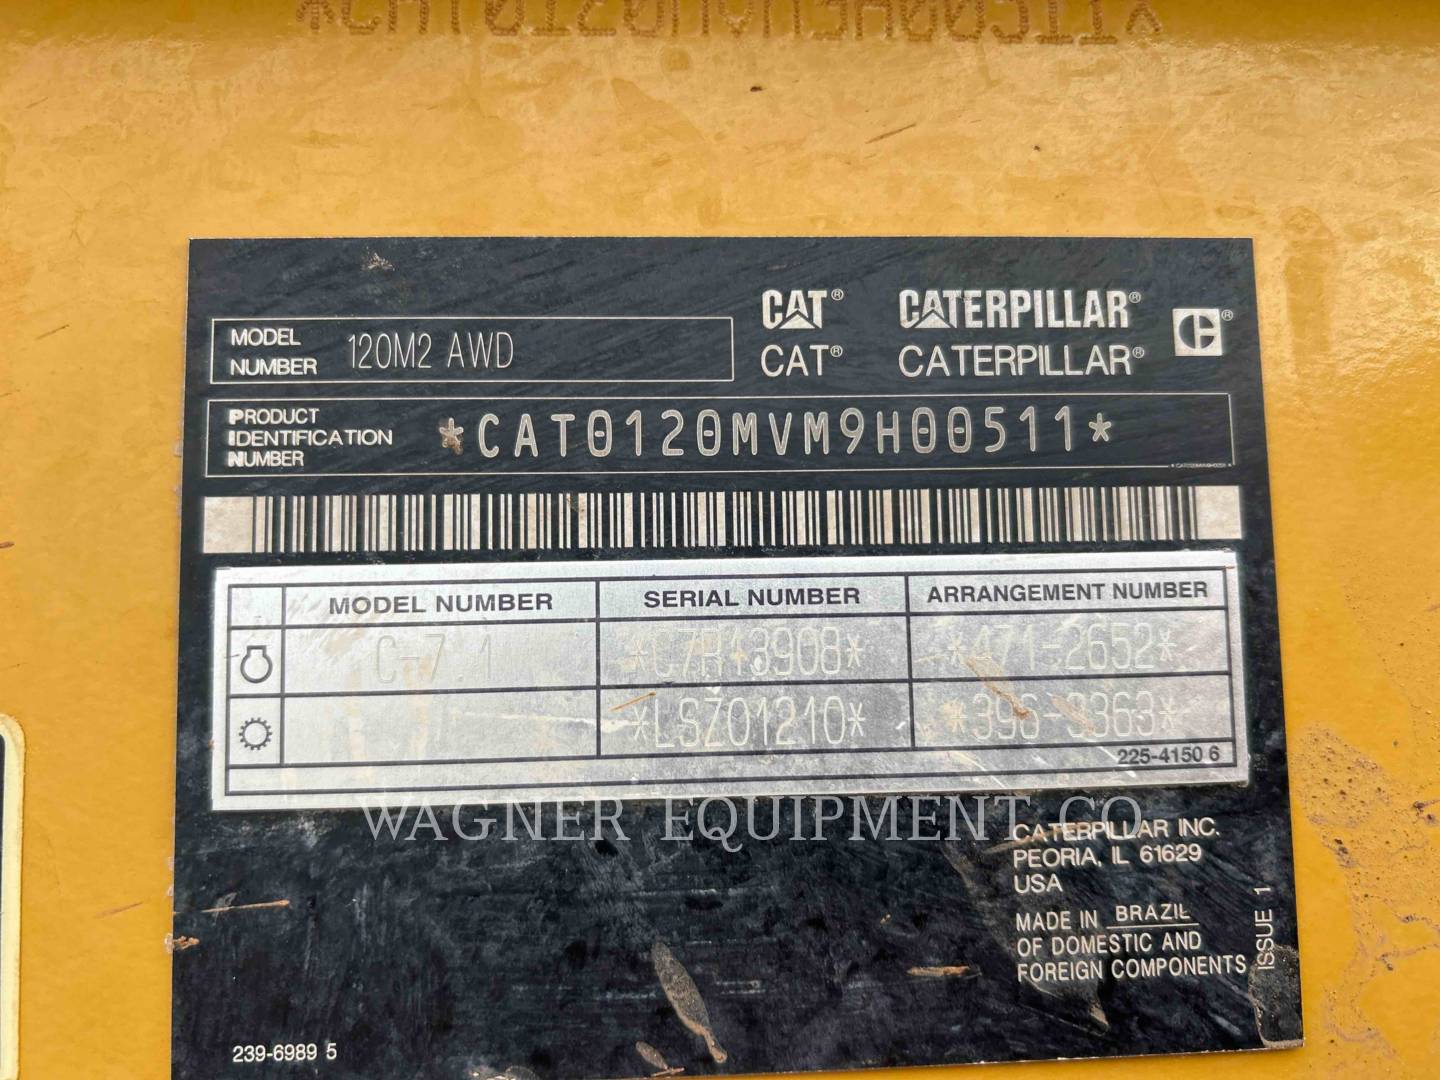 MODEL NUMBER 120M2 AWD
CAT® CATERPILLAR®
CAT® CATERPILLAR®
PRODUCT IDENTIFICATION NUMBER *CAT0120MVM9H00511*
MODEL NUMBER SERIAL NUMBER ARRANGEMENT NUMBER
C-7.1 *C7R13908* *471-2652*
*LSZ01210* *396-3363*
225-4150 6
WAGNER EQUIPMENT CO
CATERPILLAR INC.
PEORIA, IL 61629
USA
MADE IN BRAZIL
OF DOMESTIC AND
FOREIGN COMPONENTS
ISSUE 1
239-6989 5